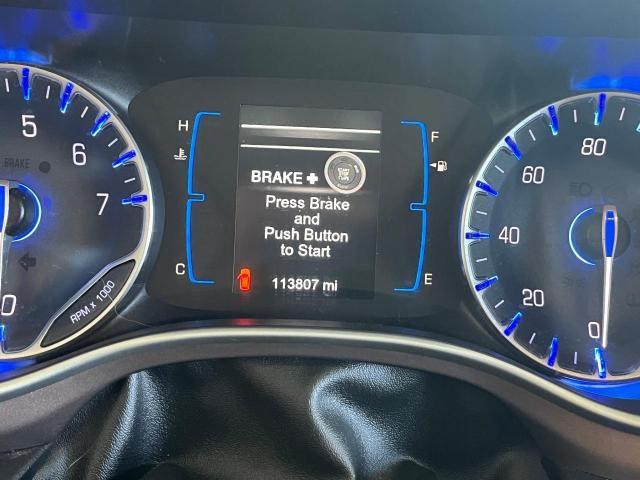 5
6
7
0
BRAKE
RPM x 1000
H
C
BRAKE +
Press Brake
and
Push Button
to Start
113807 mi
F
E
80
60
40
20
0